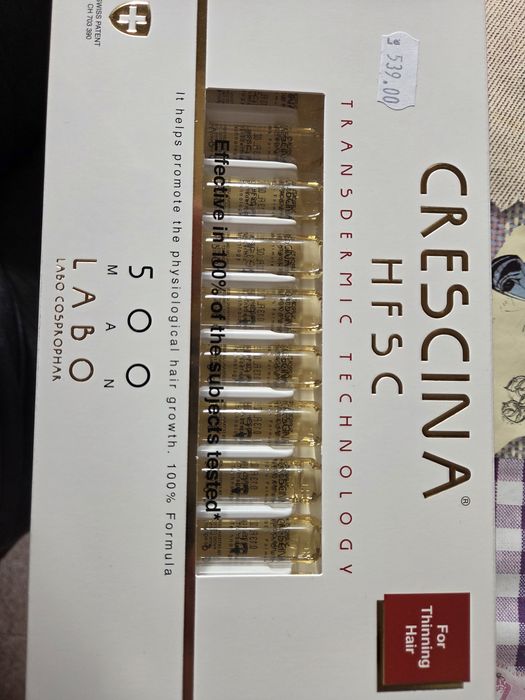 539.00
CRESCINA®
HFSC
For
Thinning
Hair
TRANSDERMIC TECHNOLOGY
Effective in 100% of the subjects tested*
It helps promote the physiological hair growth. 100% Formula
500
MAN
LABO
LABO COSPROPHAR
SWISS PATENT
CH 703 390